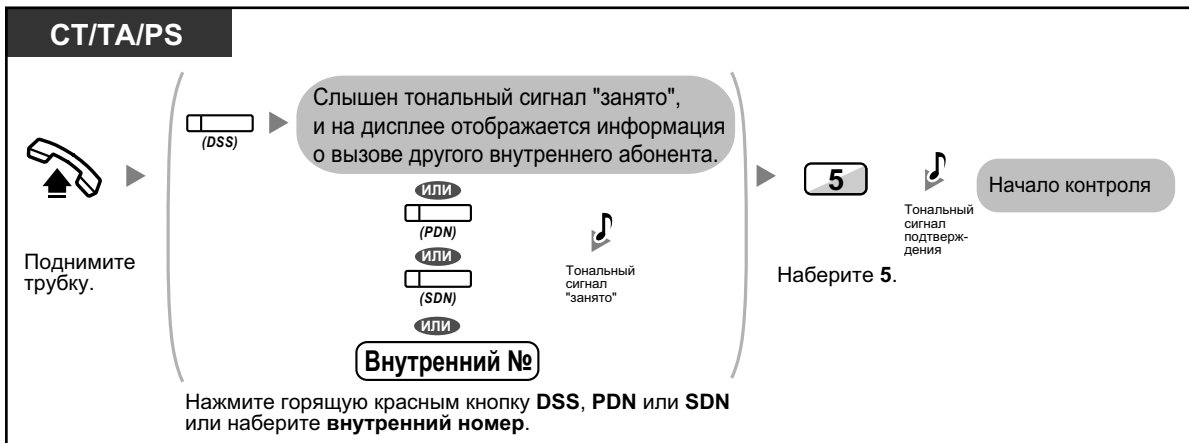 CT/TA/PS
Поднимите
трубку.
(DSS)
Слышен тональный сигнал "занято",
и на дисплее отображается информация
о вызове другого внутреннего абонента.
или
(PDN)
или
(SDN)
или
Внутренний №
Тональный
сигнал
"занято"
Нажмите горящую красным кнопку DSS, PDN или SDN
или наберите внутренний номер.
5
Наберите 5.
Тональный
сигнал
подтверж-
дения
Начало контроля